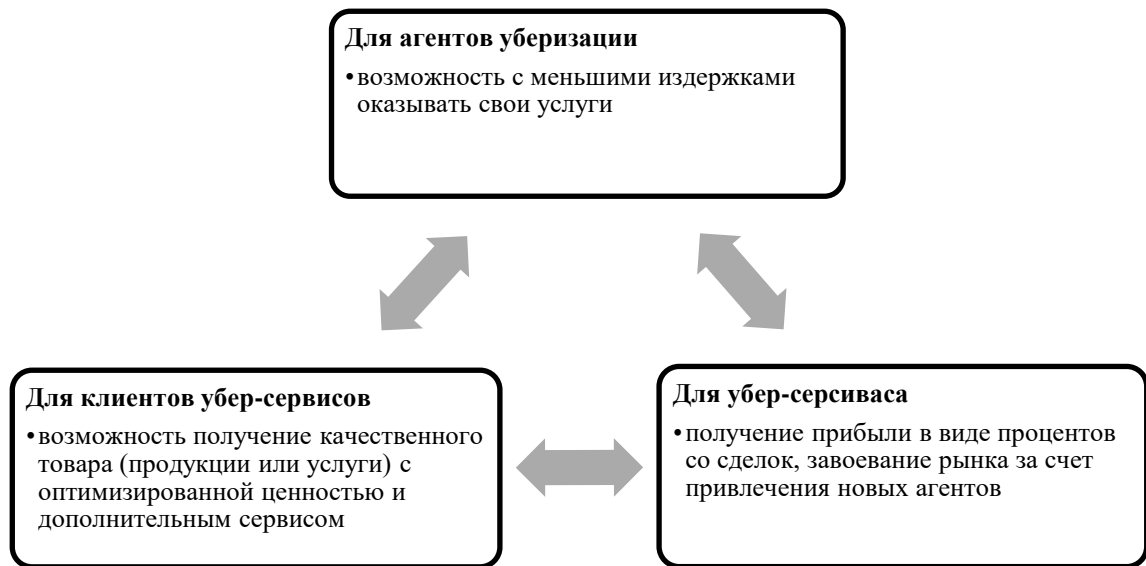 Для агентов уберизации
•возможность с меньшими издержками
оказывать свои услуги
Для клиентов убер-сервисов
•возможность получение качественного
товара (продукции или услуги) с
оптимизированной ценностью и
дополнительным сервисом
Для убер-серсиваса
•получение прибыли в виде процентов
со сделок, завоевание рынка за счет
привлечения новых агентов